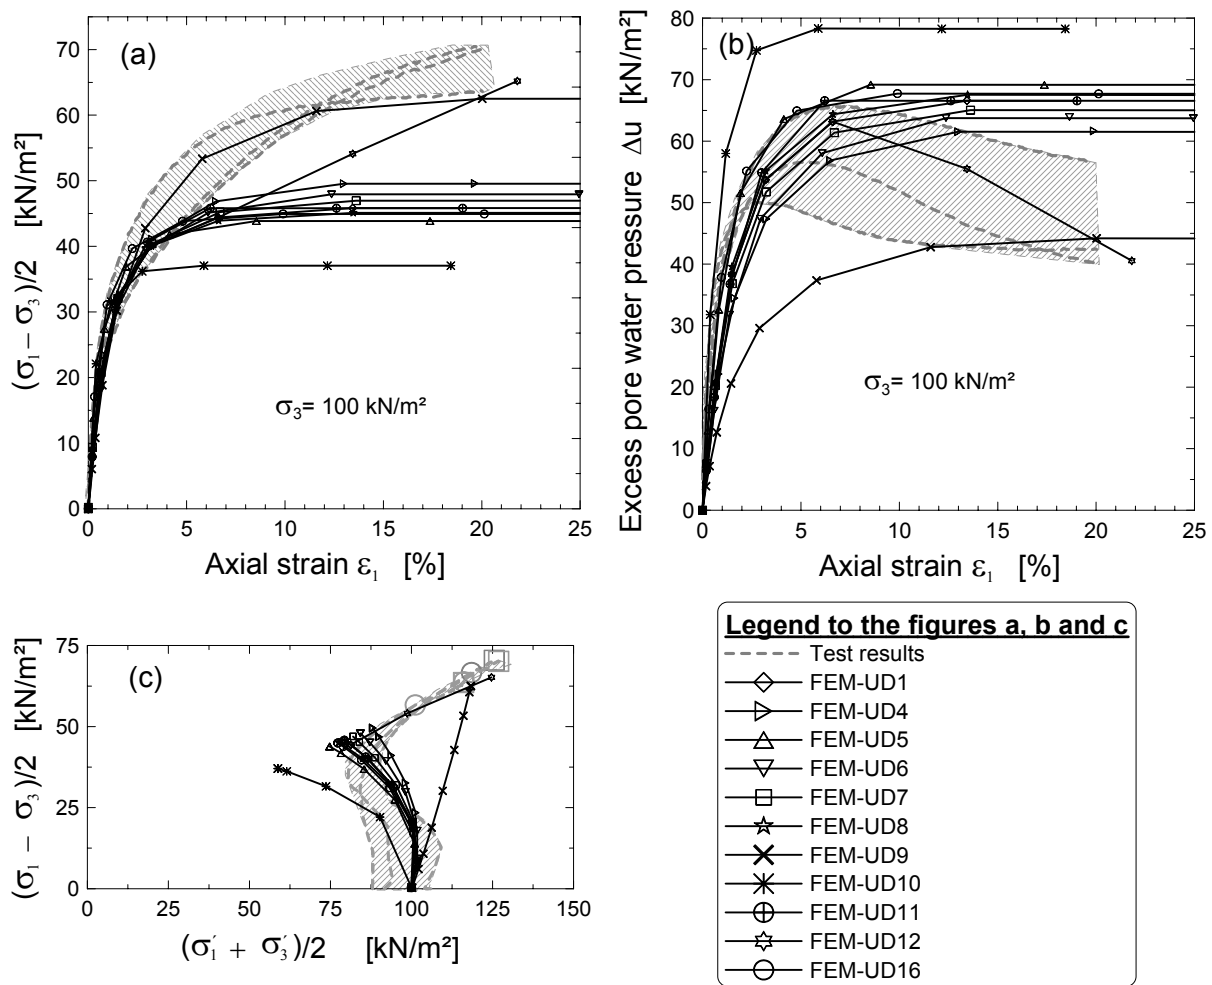 (a)
(σ₁ – σ₃)/2 [kN/m²]
70
60
50
40
30
20
10
0
σ₃= 100 kN/m²
0 5 10 15 20 25
Axial strain ε₁ [%]
(b)
Excess pore water pressure Δu [kN/m²]
80
70
60
50
40
30
20
10
0
σ₃= 100 kN/m²
0 5 10 15 20 25
Axial strain ε₁ [%]
(c)
(σ₁ – σ₃)/2 [kN/m²]
75
50
25
0
0 25 50 75 100 125 150
(σ₁′ + σ₃′)/2 [kN/m²]
Legend to the figures a, b and c
Test results
FEM-UD1
FEM-UD4
FEM-UD5
FEM-UD6
FEM-UD7
FEM-UD8
FEM-UD9
FEM-UD10
FEM-UD11
FEM-UD12
FEM-UD16